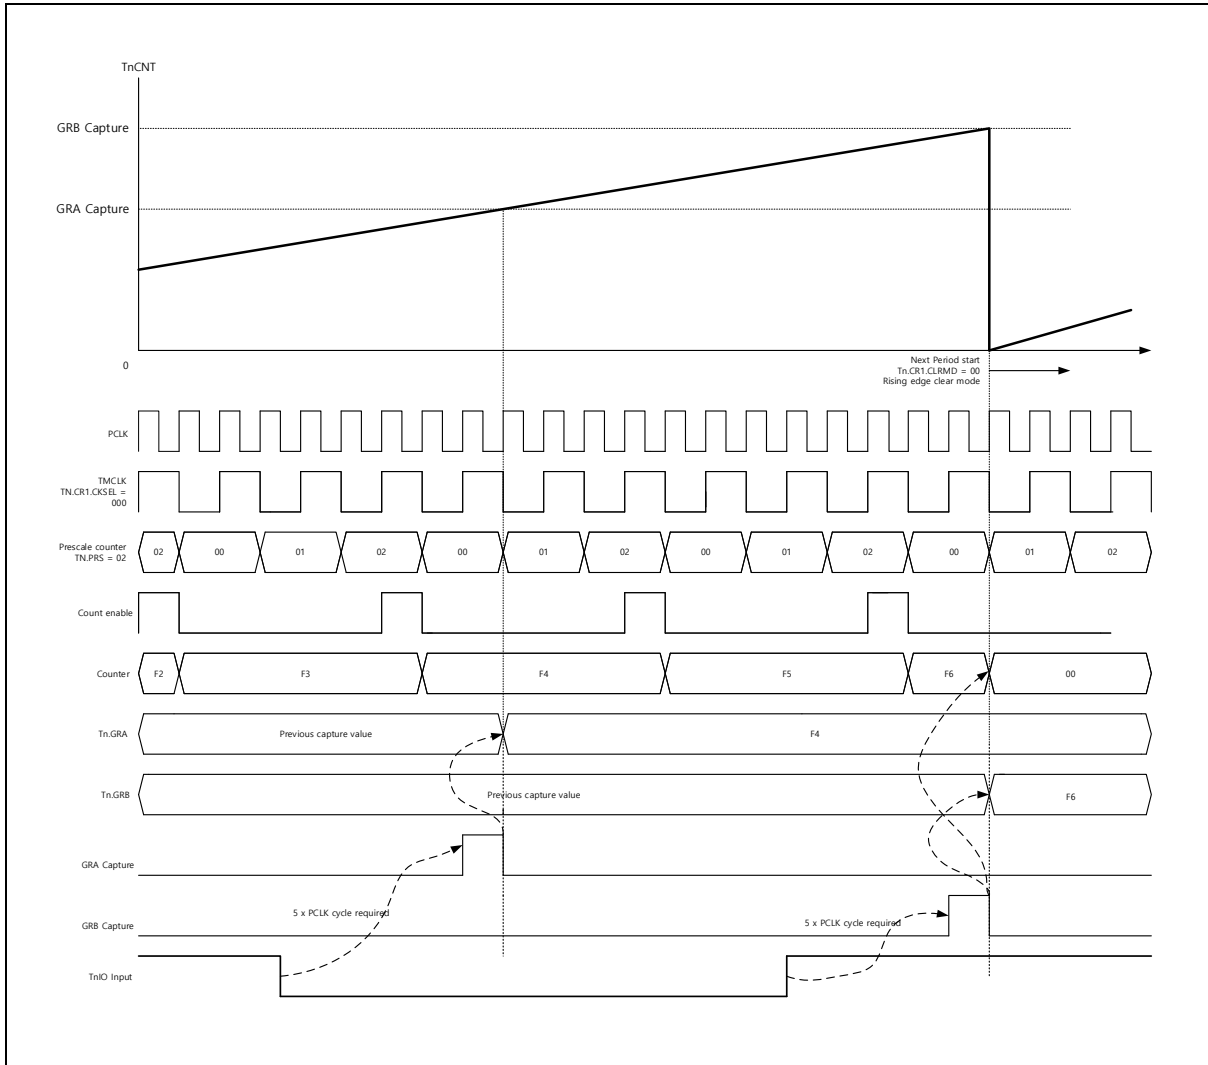 TnCNT
GRB Capture
GRA Capture
0
Next Period start
Tn.CR1.CLRMD = 00
Rising edge clear mode
PCLK
TMCLK
TN.CR1.CKSEL =
000
Prescale counter
TN.PRS = 02
02 00 01 02 00 01 02 00 01 02 00 01 02
Count enable
Counter F2 F3 F4 F5 F6 00
Tn.GRA Previous capture value F4
Tn.GRB Previous capture value F6
GRA Capture
5 x PCLK cycle required
GRB Capture
5 x PCLK cycle required
TnIO Input